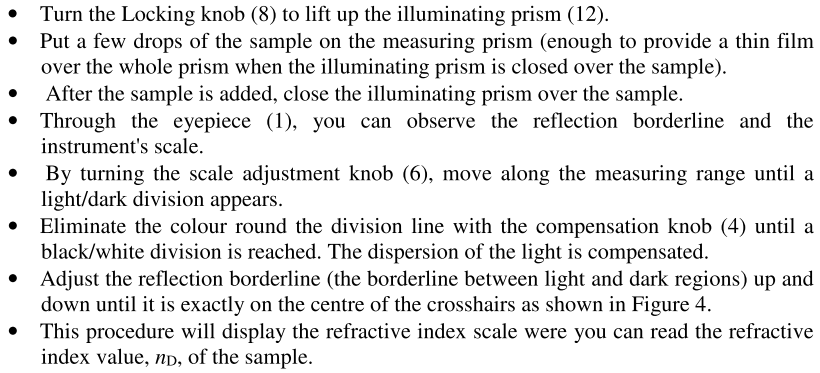 • Turn the Locking knob (8) to lift up the illuminating prism (12).
• Put a few drops of the sample on the measuring prism (enough to provide a thin film
over the whole prism when the illuminating prism is closed over the sample).
• After the sample is added, close the illuminating prism over the sample.
• Through the eyepiece (1), you can observe the reflection borderline and the
instrument's scale.
• By turning the scale adjustment knob (6), move along the measuring range until a
light/dark division appears.
• Eliminate the colour round the division line with the compensation knob (4) until a
black/white division is reached. The dispersion of the light is compensated.
• Adjust the reflection borderline (the borderline between light and dark regions) up and
down until it is exactly on the centre of the crosshairs as shown in Figure 4.
• This procedure will display the refractive index scale were you can read the refractive
index value, nD, of the sample.